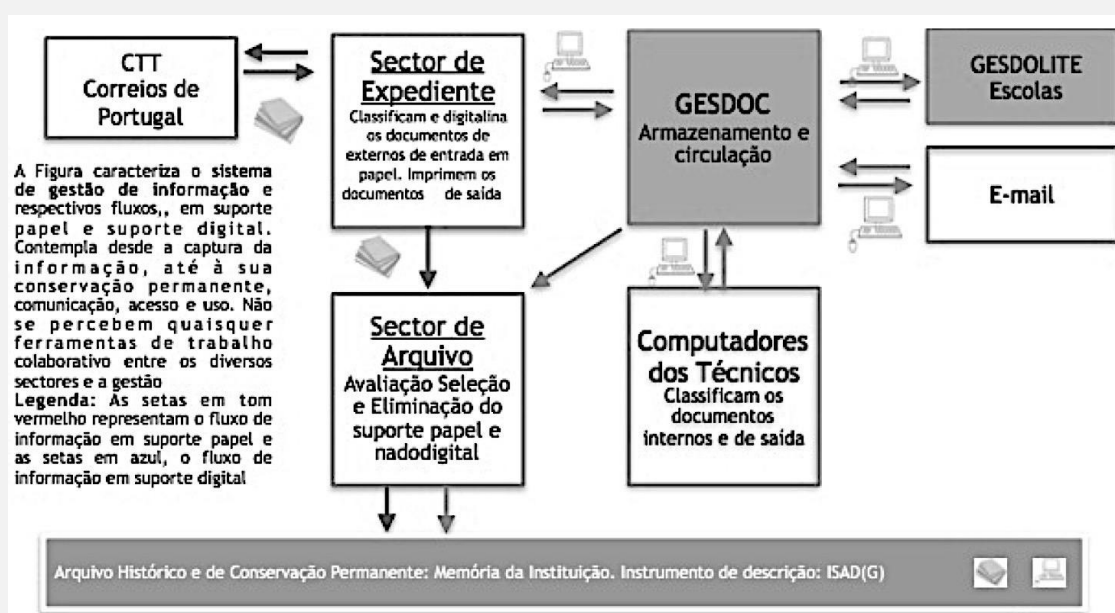 CTT
Correios de
Portugal
Sector de
Expediente
Classificam e digitalina
os documentos de
externos de entrada em
papel. Imprimem os
documentos de saída
GESDOC
Armazenamento e
circulação
GESDOLITE
Escolas
E-mail
A Figura caracteriza o sistema
de gestão de informação e
respectivos fluxos,, em suporte
papel e suporte digital.
Contempla desde a captura da
informação, até à sua
conservação permanente,
comunicação, acesso e uso. Não
se percebem quaisquer
ferramentas de trabalho
colaborativo entre os diversos
sectores e a gestão
Legenda: As setas em tom
vermelho representam o fluxo de
informação em suporte papel e
as setas em azul, o fluxo de
informação em suporte digital
Sector de
Arquivo
Avaliação Seleção
e Eliminação do
suporte papel e
nadodigital
Computadores
dos Técnicos
Classificam os
documentos
internos e de saída
Arquivo Histórico e de Conservação Permanente: Memória da Instituição. Instrumento de descrição: ISAD(G)